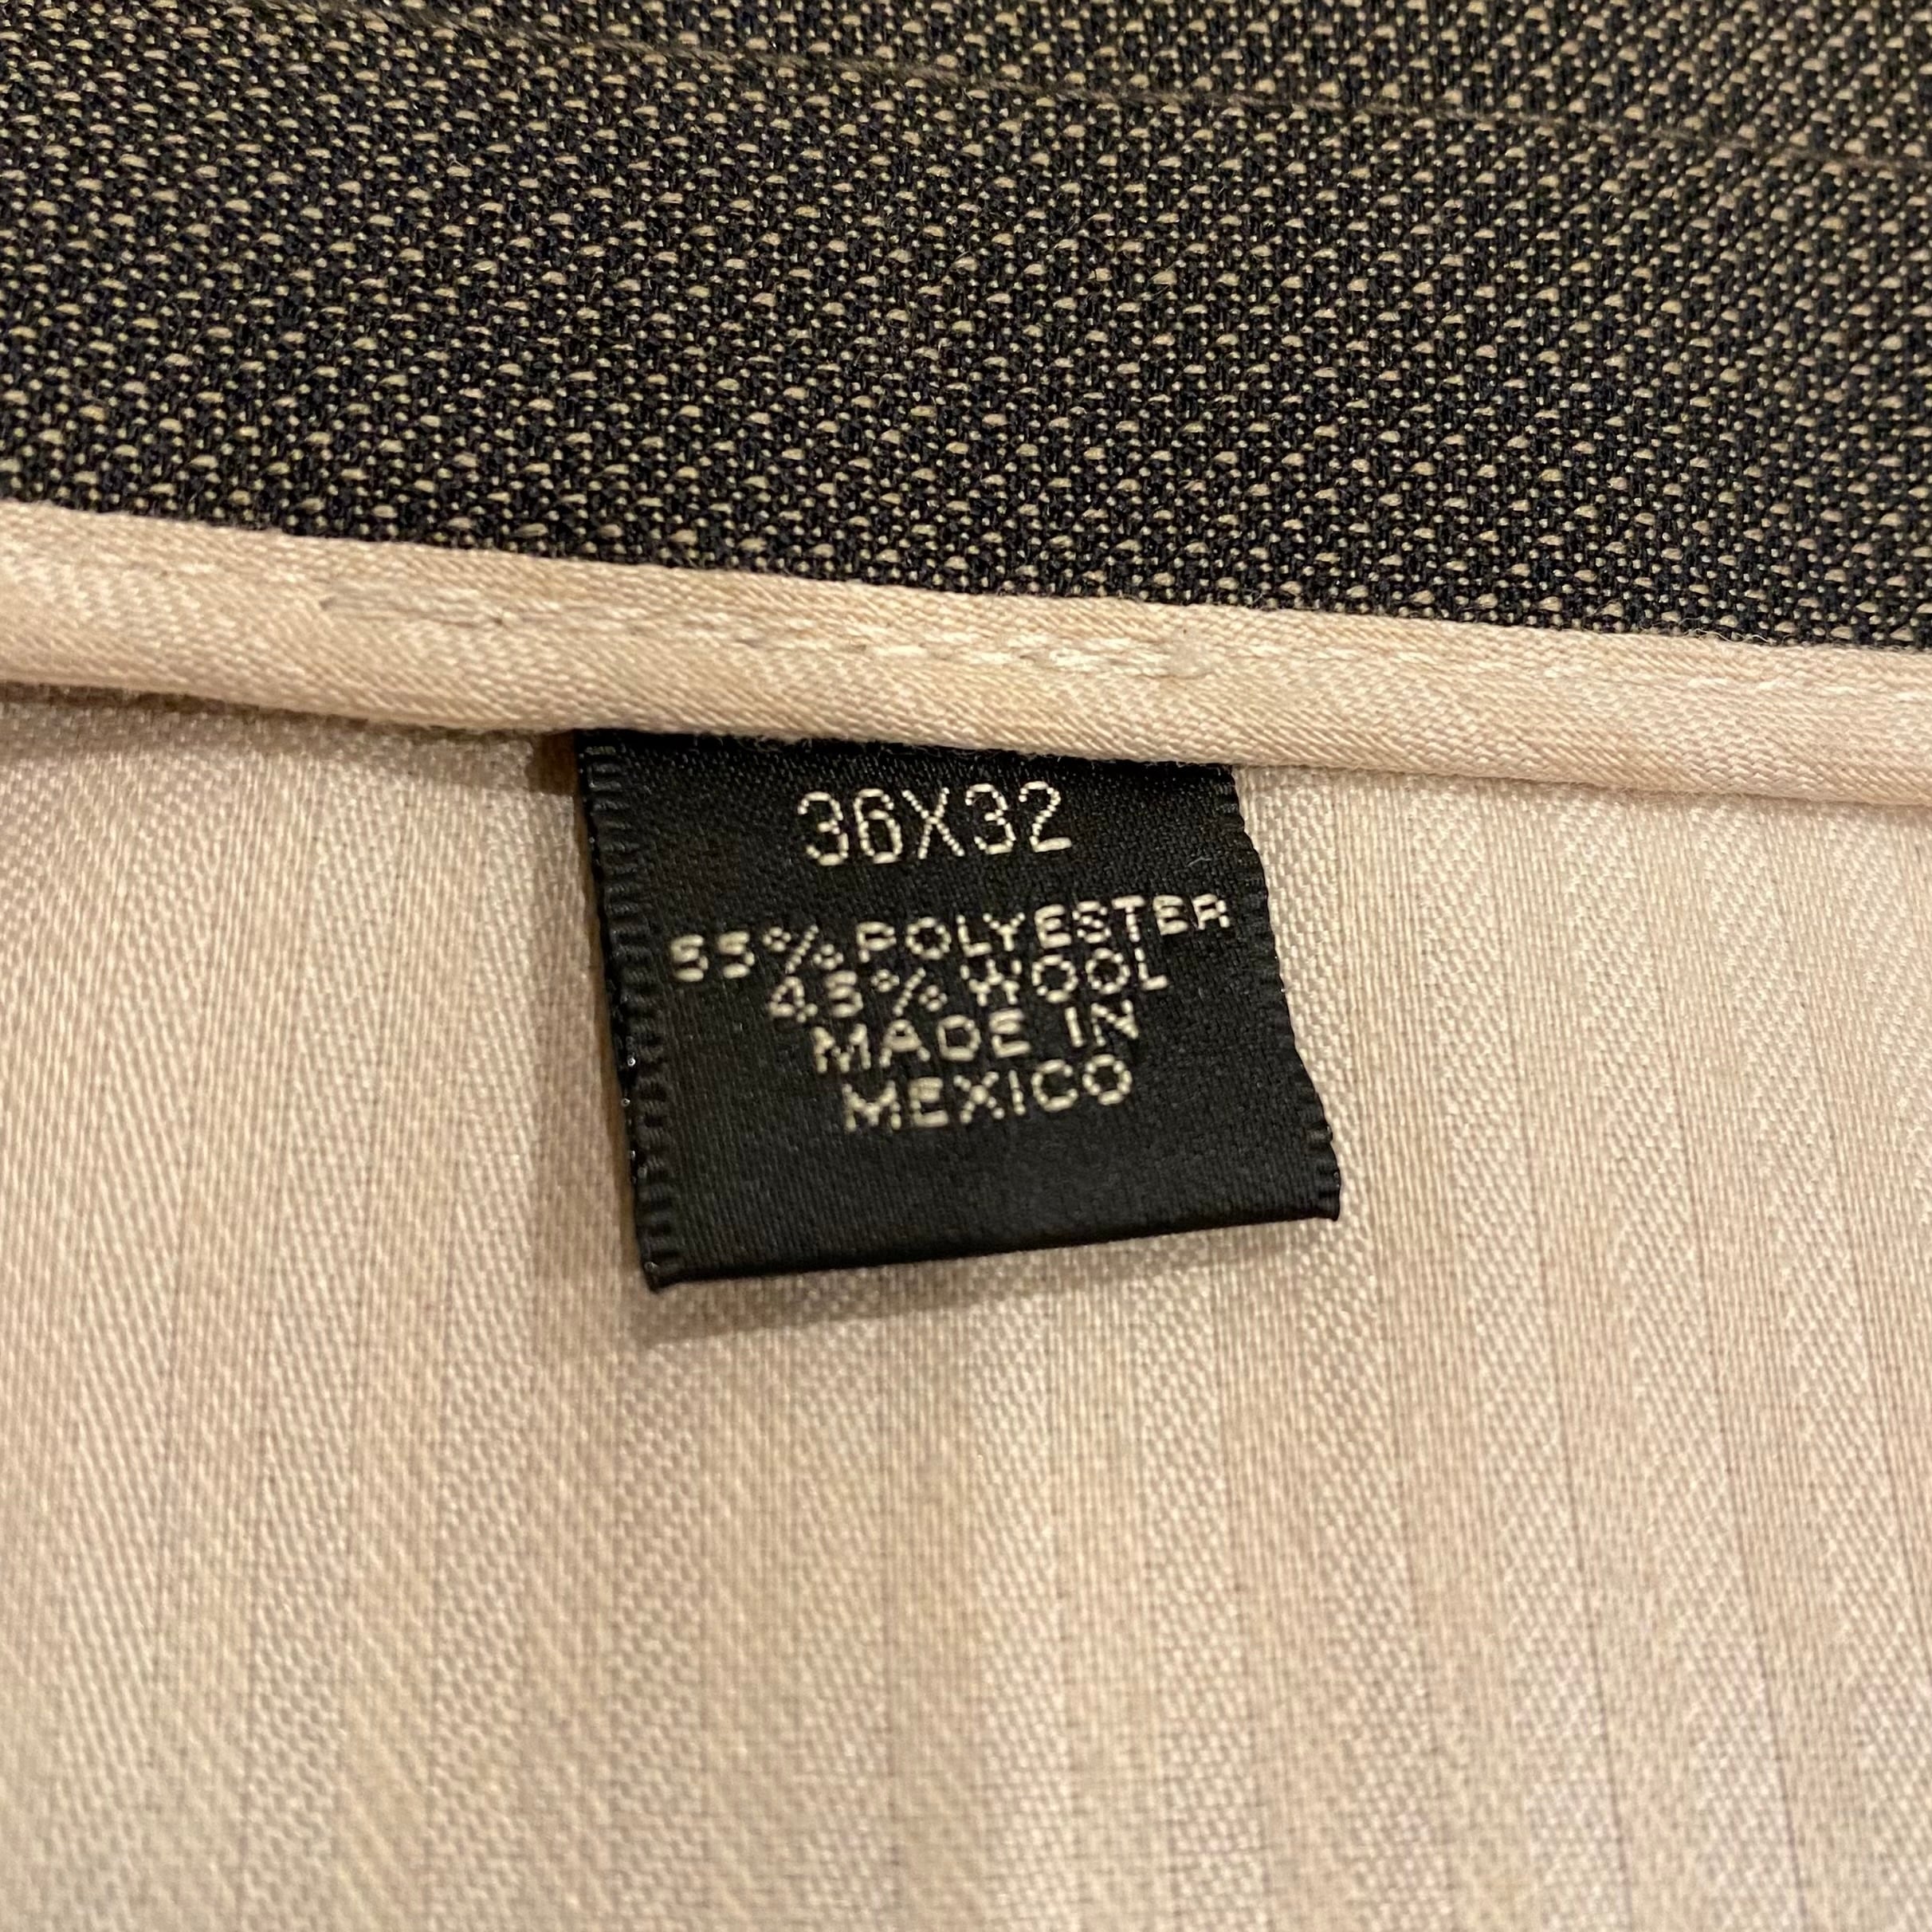 36X32
55% POLYESTER
45% WOOL
MADE IN
MEXICO